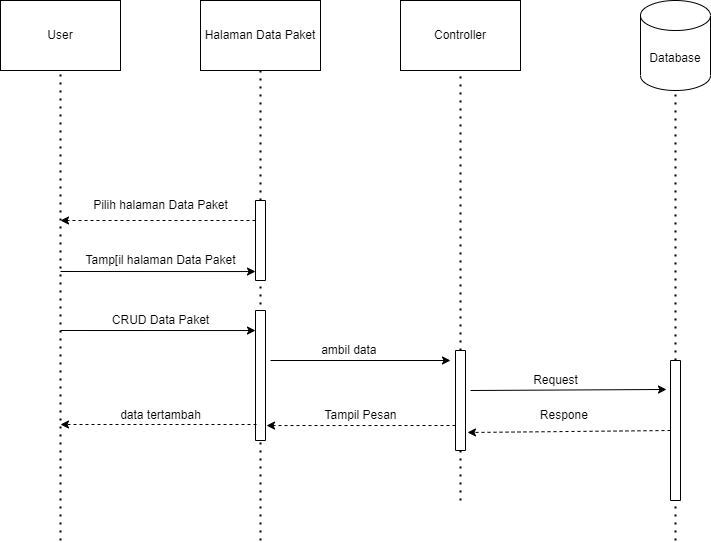 User
Halaman Data Paket
Controller
Database
Pilih halaman Data Paket
Tamp[il halaman Data Paket
CRUD Data Paket
ambil data
Request
data tertambah
Tampil Pesan
Respone